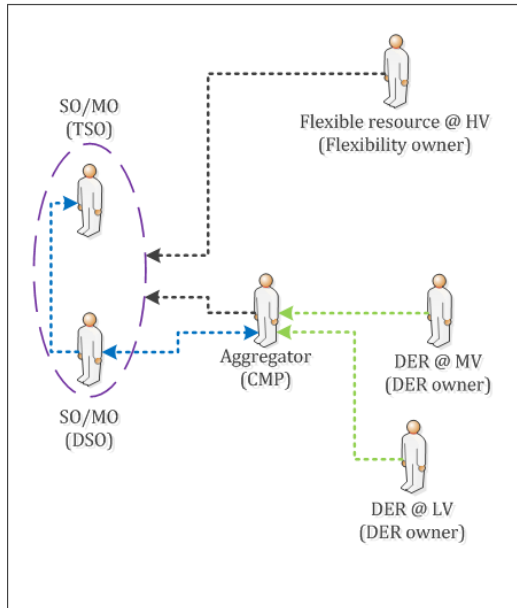 SO/MO
(TSO)
Flexible resource @ HV
(Flexibility owner)
Aggregator
(CMP)
DER @ MV
(DER owner)
SO/MO
(DSO)
DER @ LV
(DER owner)